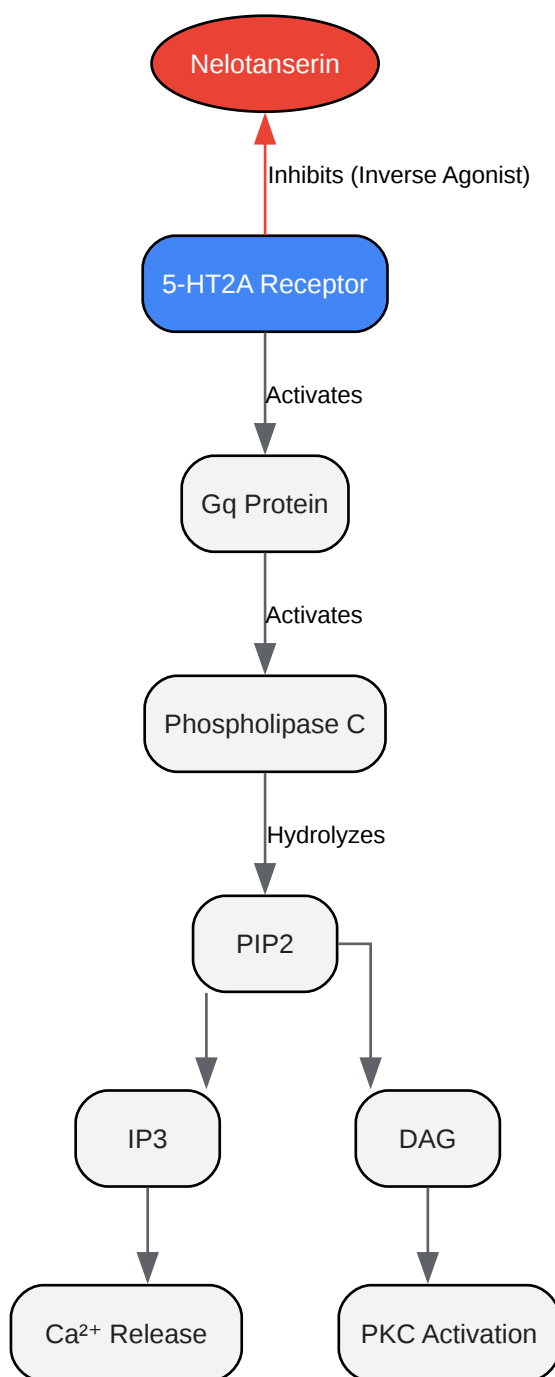 Nelotanserin
Inhibits (Inverse Agonist)
5-HT2A Receptor
Activates
Gq Protein
Activates
Phospholipase C
Hydrolyzes
PIP2
IP3
DAG
Ca²⁺ Release
PKC Activation